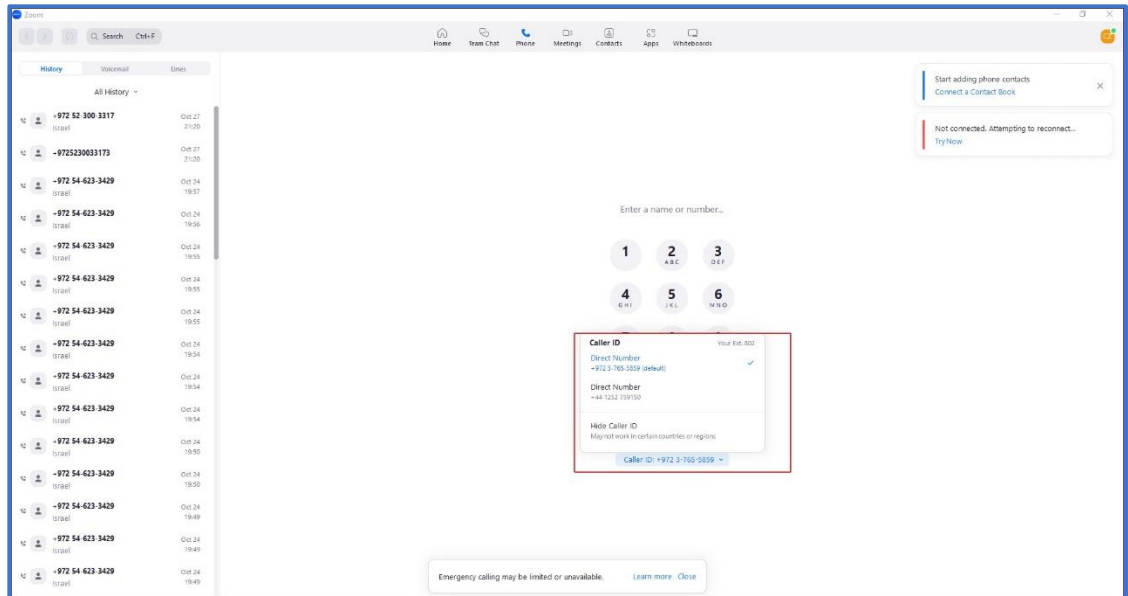 Zoom
Search Ctrl+F
Home
Team Chat
Phone
Meetings
Contacts
Apps
Whiteboards
History
Voicemail
Lines
All History
+972 52-300-3317
Oct 27
Israel
21:20
+9725230033173
Oct 27
21:20
+972 54-623-3429
Oct 24
Israel
19:57
+972 54-623-3429
Oct 24
Israel
19:56
+972 54-623-3429
Oct 24
Israel
19:55
+972 54-623-3429
Oct 24
Israel
19:55
+972 54-623-3429
Oct 24
Israel
19:55
+972 54-623-3429
Oct 24
Israel
19:54
+972 54-623-3429
Oct 24
Israel
19:54
+972 54-623-3429
Oct 24
Israel
19:54
+972 54-623-3429
Oct 24
Israel
19:50
+972 54-623-3429
Oct 24
Israel
19:50
+972 54-623-3429
Oct 24
Israel
19:49
+972 54-623-3429
Oct 24
Israel
19:49
+972 54-623-3429
Oct 24
Israel
19:49
Start adding phone contacts
Connect a Contact Book
Not connected. Attempting to reconnect...
Try Now
Enter a name or number...
1
2
3
ABC
DEF
4
5
6
GHI
JKL
MNO
Caller ID
Your Ext. 802
Direct Number
+972 3-765-5859 (default)
Direct Number
+44 1252 759150
Hide Caller ID
May not work in certain countries or regions
Caller ID: +972 3-765-5859
Emergency calling may be limited or unavailable.
Learn more
Close